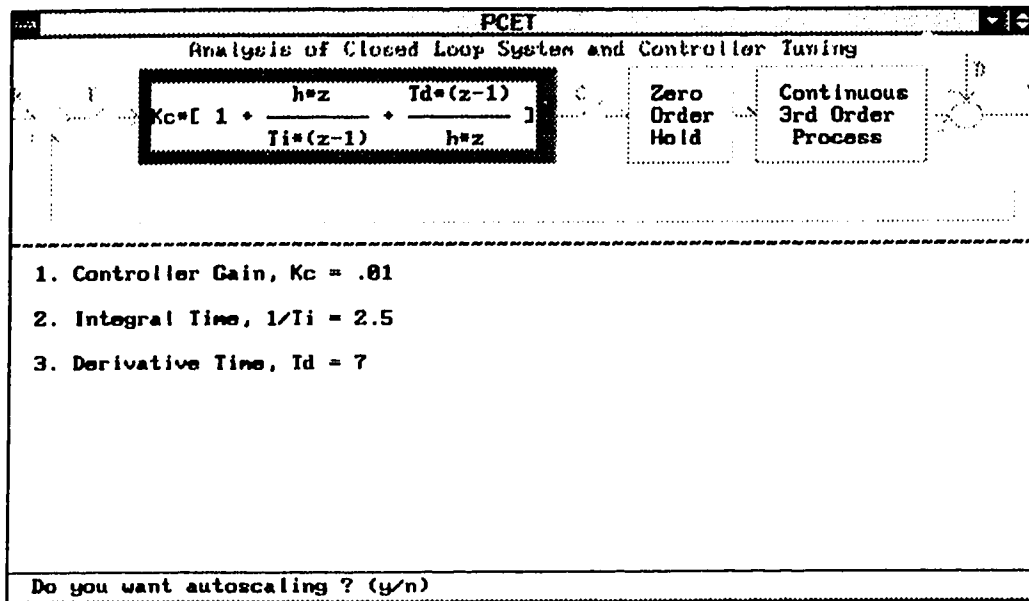 PCET
Analysis of Closed Loop System and Controller Tuning
D
h*z Td*(z-1)
Kc*[ 1 + ――― + ――― ]
Ti*(z-1) h*z
C
Zero
Order
Hold
Continuous
3rd Order
Process
1. Controller Gain, Kc = .01
2. Integral Time, 1/Ti = 2.5
3. Derivative Time, Td = 7
Do you want autoscaling ? (y/n)